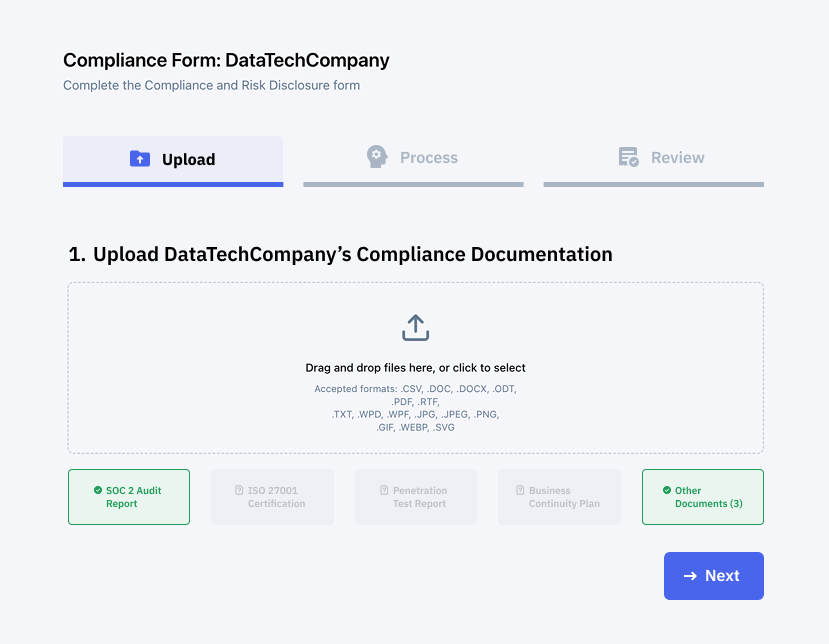 Compliance Form: DataTechCompany
Complete the Compliance and Risk Disclosure form
Upload
Process
Review
1. Upload DataTechCompany’s Compliance Documentation
Drag and drop files here, or click to select
Accepted formats: .CSV, .DOC, .DOCX, .ODT,
.PDF, .RTF,
.TXT, .WPD, .WPF, .JPG, .JPEG, .PNG,
.GIF, .WEBP, .SVG
SOC 2 Audit
Report
ISO 27001
Certification
Penetration
Test Report
Business
Continuity Plan
Other
Documents (3)
Next